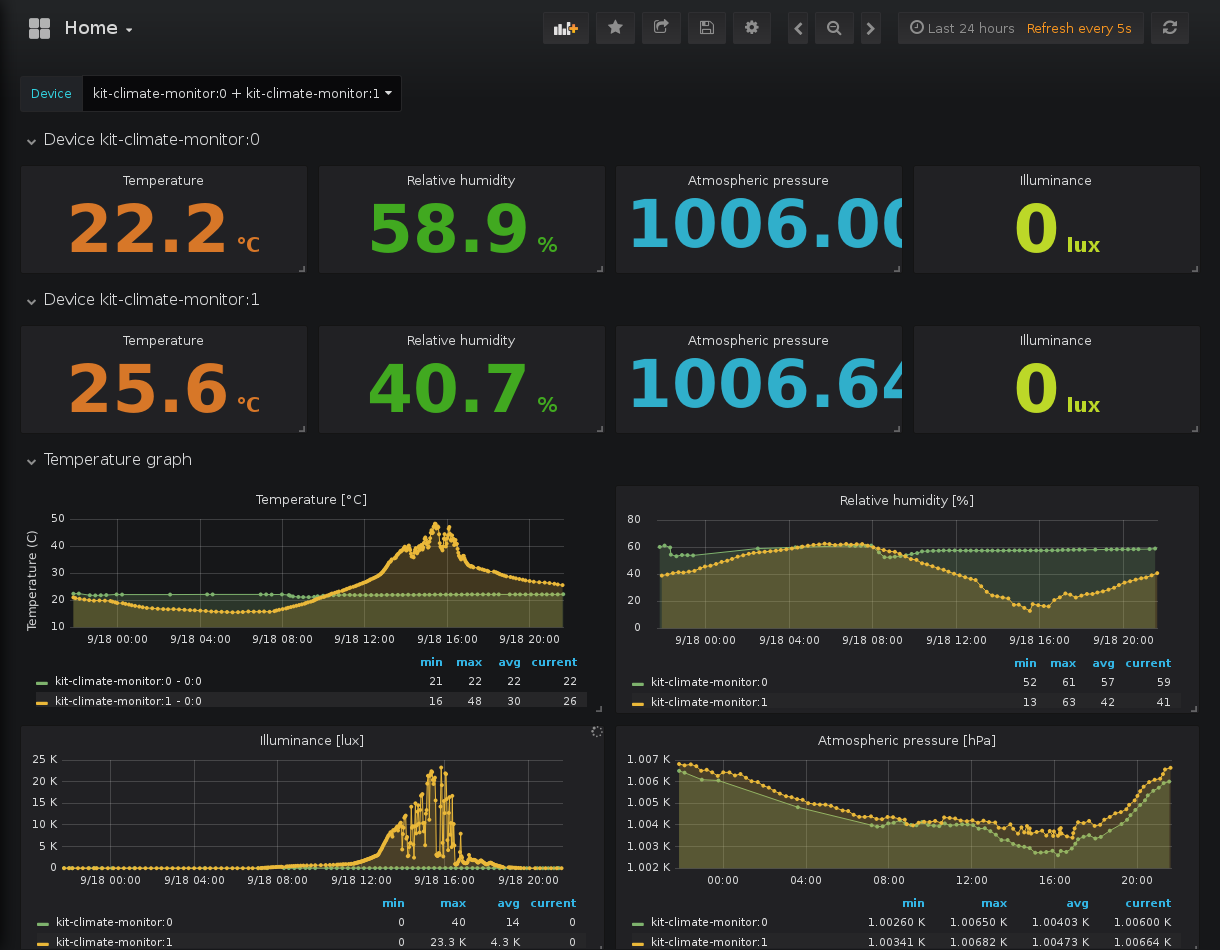 Home
Last 24 hours Refresh every 5s
Device kit-climate-monitor:0 + kit-climate-monitor:1
Device kit-climate-monitor:0
Temperature Relative humidity Atmospheric pressure Illuminance
22.2 °C 58.9 % 1006.00 0 lux
Device kit-climate-monitor:1
Temperature Relative humidity Atmospheric pressure Illuminance
25.6 °C 40.7 % 1006.64 0 lux
Temperature graph
Temperature [°C]
Temperature (C)
50
40
30
20
10
9/18 00:00 9/18 04:00 9/18 08:00 9/18 12:00 9/18 16:00 9/18 20:00
min max avg current
kit-climate-monitor:0 - 0:0 21 22 22 22
kit-climate-monitor:1 - 0:0 16 48 30 26
Relative humidity [%]
80
60
40
20
0
9/18 00:00 9/18 04:00 9/18 08:00 9/18 12:00 9/18 16:00 9/18 20:00
min max avg current
kit-climate-monitor:0 52 61 57 59
kit-climate-monitor:1 13 63 42 41
Illuminance [lux]
25 K
20 K
15 K
10 K
5 K
0
9/18 00:00 9/18 04:00 9/18 08:00 9/18 12:00 9/18 16:00 9/18 20:00
min max avg current
kit-climate-monitor:0 0 40 14 0
kit-climate-monitor:1 0 23.3 K 4.3 K 0
Atmospheric pressure [hPa]
1.007 K
1.006 K
1.005 K
1.004 K
1.003 K
1.002 K
00:00 04:00 08:00 12:00 16:00 20:00
min max avg current
kit-climate-monitor:0 1.00260 K 1.00650 K 1.00403 K 1.00600 K
kit-climate-monitor:1 1.00341 K 1.00682 K 1.00473 K 1.00664 K